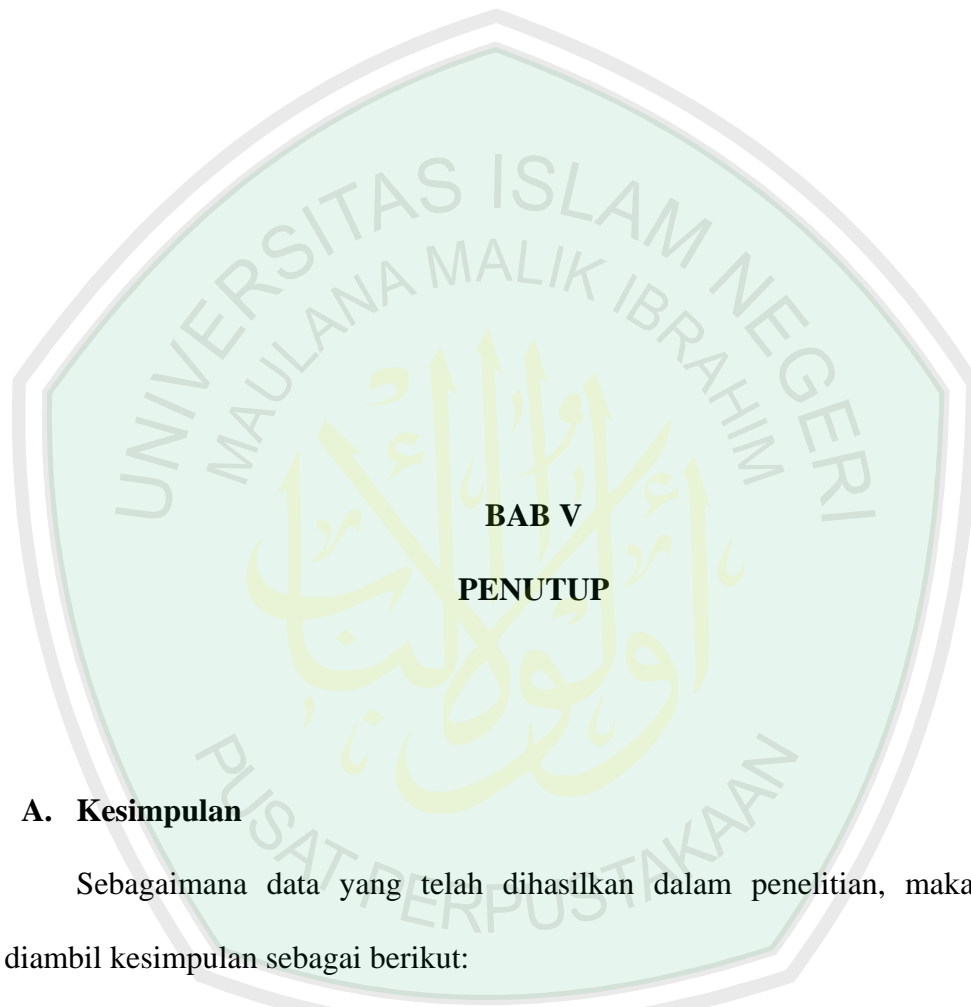 UNIVERSITAS ISLAM NEGERI
MAULANA MALIK IBRAHIM
BAB V
PENUTUP
A. Kesimpulan
Sebagaimana data yang telah dihasilkan dalam penelitian, maka
diambil kesimpulan sebagai berikut:
PUSAT PERPUSTAKAAN